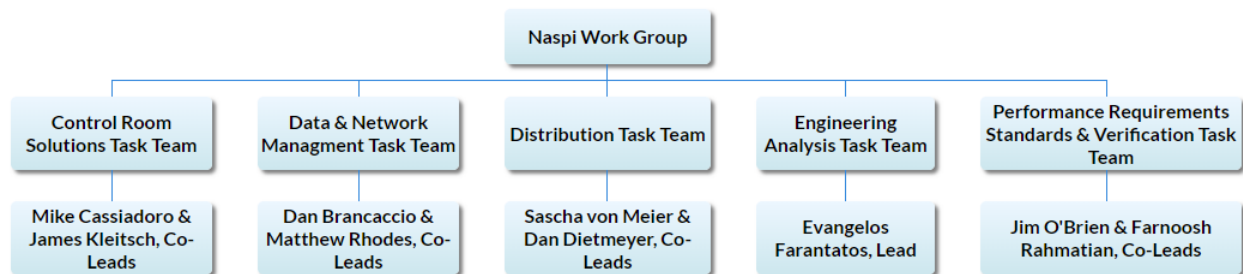 Naspi Work Group
Control Room
Solutions Task Team
Data & Network
Managment Task Team
Distribution Task Team
Engineering
Analysis Task Team
Performance Requirements
Standards & Verification Task
Team
Mike Cassiadoro &
James Kleitsch, Co-
Leads
Dan Brancaccio &
Matthew Rhodes, Co-
Leads
Sascha von Meier &
Dan Dietmeyer, Co-
Leads
Evangelos
Farantatos, Lead
Jim O'Brien & Farnoosh
Rahmatian, Co-Leads